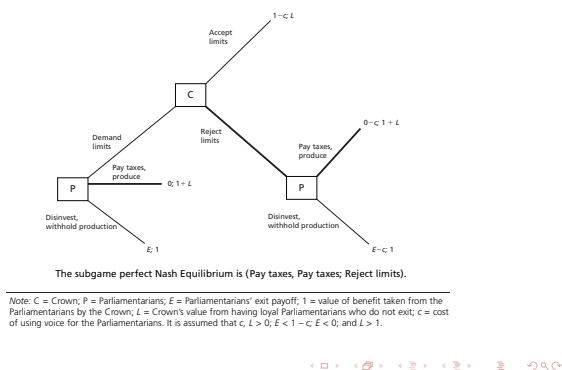 1−c; L
Accept
limits
C
0−c; 1 + L
Demand
limits
Reject
limits
Pay taxes,
produce
Pay taxes,
produce
P
0; 1+ L
P
Disinvest,
withhold production
Disinvest,
withhold production
E; 1
E−c; 1
The subgame perfect Nash Equilibrium is (Pay taxes, Pay taxes; Reject limits).
Note: C = Crown; P = Parliamentarians; E = Parliamentarians' exit payoff; 1 = value of benefit taken from the
Parliamentarians by the Crown; L = Crown's value from having loyal Parliamentarians who do not exit; c = cost
of using voice for the Parliamentarians. It is assumed that c, L > 0; E < 1 − c; E < 0; and L > 1.